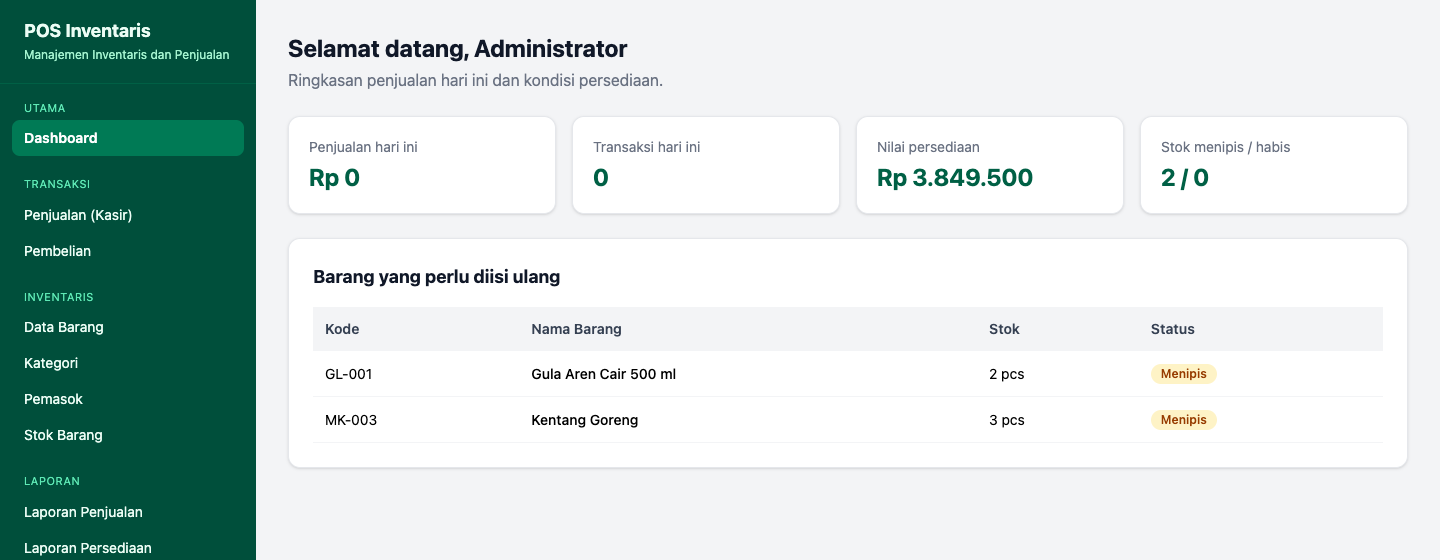 POS Inventaris
Manajemen Inventaris dan Penjualan
UTAMA
Dashboard
TRANSAKSI
Penjualan (Kasir)
Pembelian
INVENTARIS
Data Barang
Kategori
Pemasok
Stok Barang
LAPORAN
Laporan Penjualan
Laporan Persediaan
Selamat datang, Administrator
Ringkasan penjualan hari ini dan kondisi persediaan.
Penjualan hari ini
Rp 0
Transaksi hari ini
0
Nilai persediaan
Rp 3.849.500
Stok menipis / habis
2 / 0
Barang yang perlu diisi ulang
Kode Nama Barang Stok Status
GL-001 Gula Aren Cair 500 ml 2 pcs Menipis
MK-003 Kentang Goreng 3 pcs Menipis